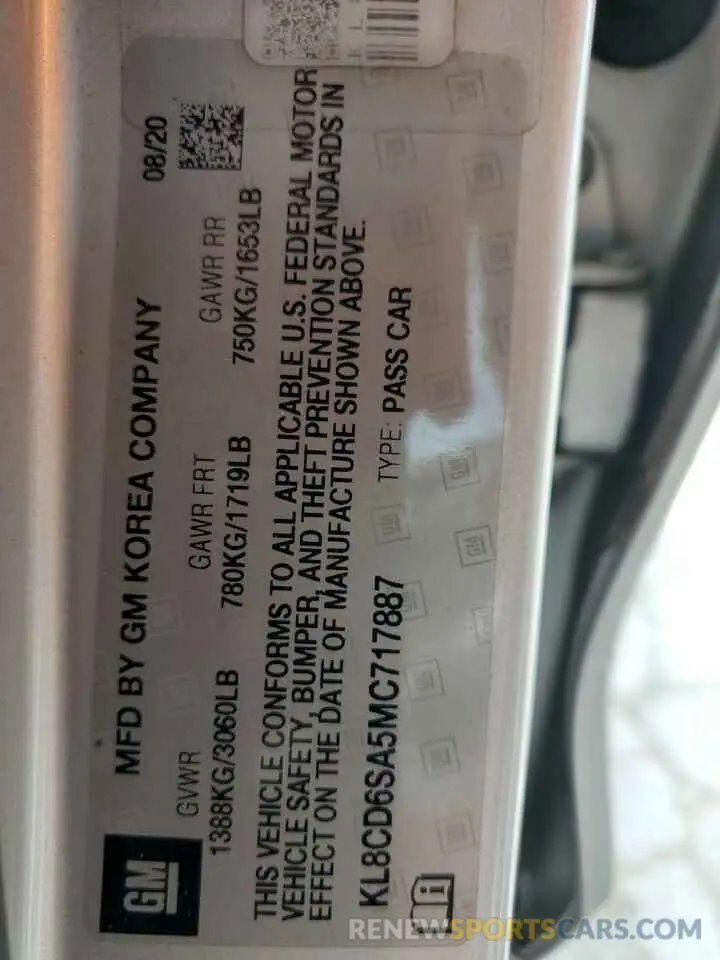 MFD BY GM KOREA COMPANY 08/20
GM
GVWR GAWR FRT GAWR RR
1388KG/3060LB 780KG/1719LB 750KG/1653LB
THIS VEHICLE CONFORMS TO ALL APPLICABLE U.S. FEDERAL MOTOR
VEHICLE SAFETY, BUMPER, AND THEFT PREVENTION STANDARDS IN
EFFECT ON THE DATE OF MANUFACTURE SHOWN ABOVE.
KL8CD6SA5MC717887 TYPE: PASS CAR
RENEWSPORTSCARS.COM